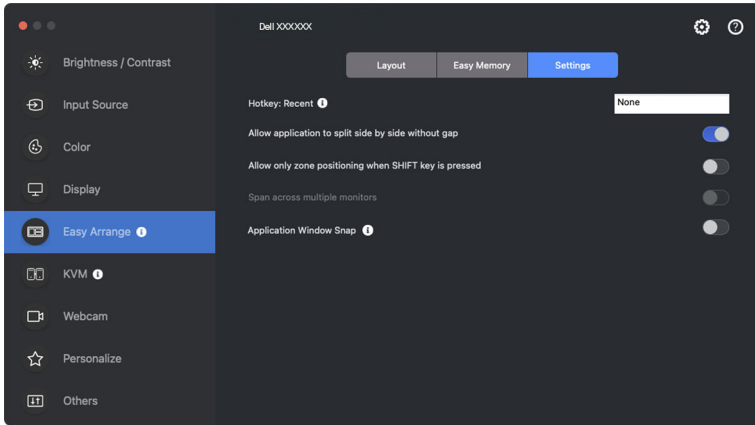 Dell XXXXXX
Brightness / Contrast
Input Source
Color
Display
Easy Arrange
KVM
Webcam
Personalize
Others
Layout
Easy Memory
Settings
Hotkey: Recent
None
Allow application to split side by side without gap
Allow only zone positioning when SHIFT key is pressed
Span across multiple monitors
Application Window Snap